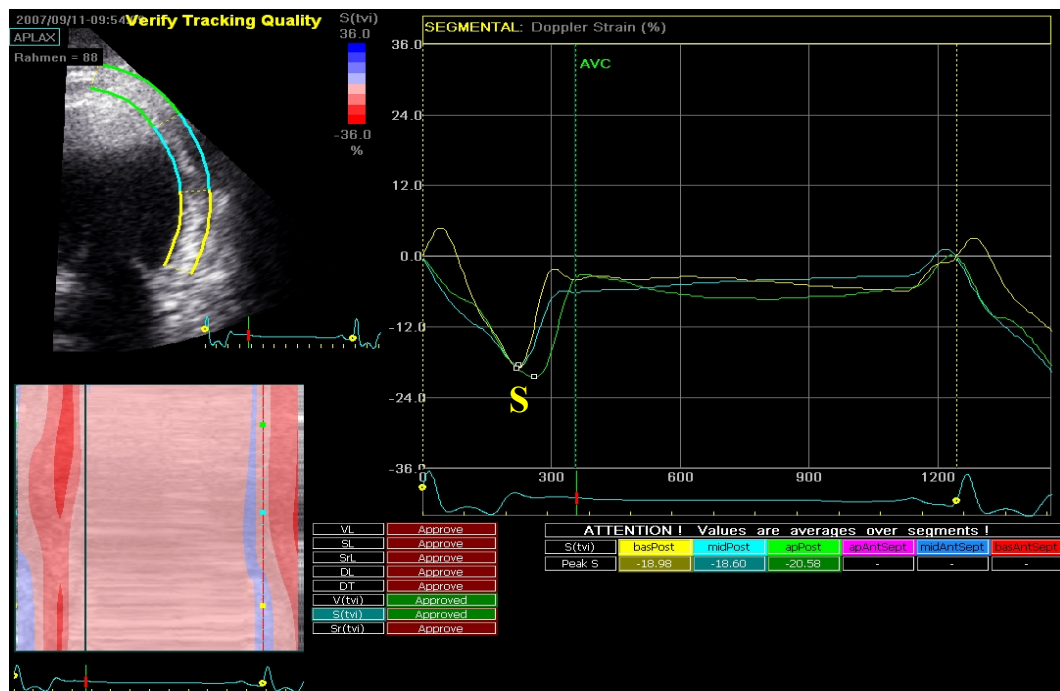 2007/09/11-09:54
Verify Tracking Quality
APLAX
Rahmen = 88
S(tvi)
36.0
-36.0
%
SEGMENTAL: Doppler Strain (%)
36.0
AVC
24.0
12.0
0.0
-12.0
-24.0
-36.0
S
0 300 600 900 1200
VL Approve
SL Approve
SrL Approve
DL Approve
DT Approve
V(tvi) Approved
S(tvi) Approved
Sr(tvi) Approve
ATTENTION ! Values are averages over segments !
S(tvi) basPost midPost apPost apAntSept midAntSept basAntSept
Peak S -18.98 -18.60 -20.58 - - -